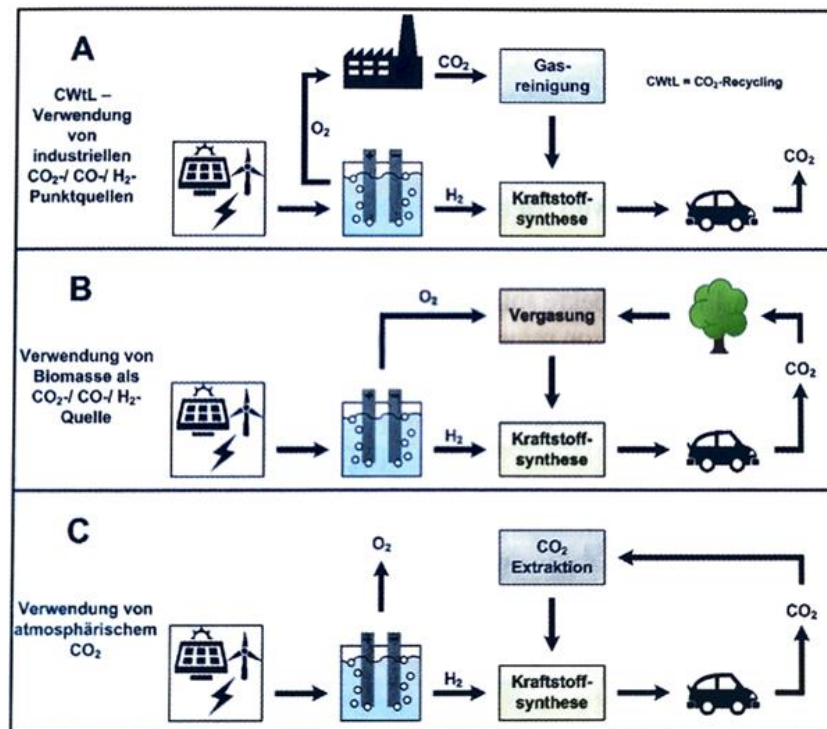 A
CWtL –
Verwendung
von
industriellen
CO₂-/ CO-/ H₂-
Punktquellen
O₂
+ –
CO₂
Gas-
reinigung
CWtL = CO₂-Recycling
H₂
Kraftstoff-
synthese
CO₂
B
Verwendung von
Biomasse als
CO₂-/ CO-/ H₂-
Quelle
O₂
+ –
Vergasung
H₂
Kraftstoff-
synthese
CO₂
C
Verwendung von
atmosphärischem
CO₂
O₂
+ –
CO₂
Extraktion
H₂
Kraftstoff-
synthese
CO₂